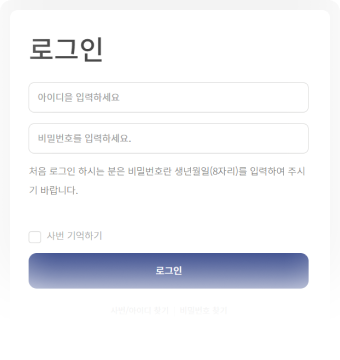 로그인
아이디을 입력하세요
비밀번호를 입력하세요.
처음 로그인 하시는 분은 비밀번호란 생년월일(8자리)를 입력하여 주시
기 바랍니다.
사번 기억하기
로그인